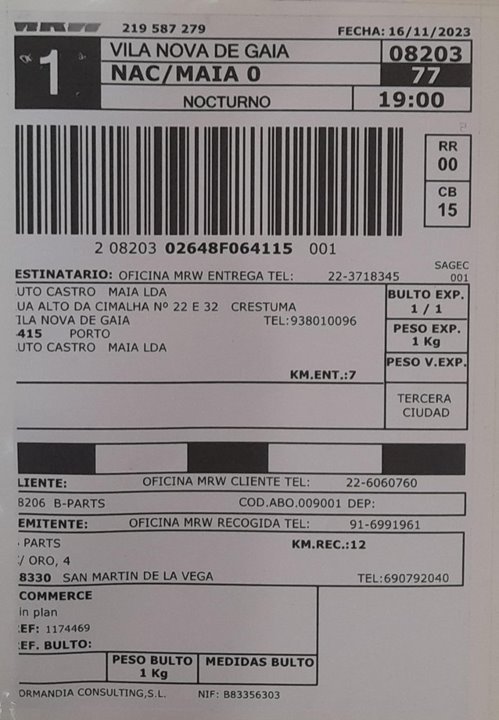 MRW 219 587 279 FECHA: 16/11/2023
1 VILA NOVA DE GAIA 08203
NAC/MAIA 0 77
NOCTURNO 19:00
RR
00
CB
15
2 08203 02648F064115 001
SAGEC
ESTINATARIO: OFICINA MRW ENTREGA TEL: 22-3718345 001
UTO CASTRO MAIA LDA
UA ALTO DA CIMALHA Nº 22 E 32 CRESTUMA
ILA NOVA DE GAIA TEL:938010096
415 PORTO
UTO CASTRO MAIA LDA
KM.ENT.:7
BULTO EXP.
1 / 1
PESO EXP.
1 Kg
PESO V.EXP.
TERCERA
CIUDAD
LIENTE: OFICINA MRW CLIENTE TEL: 22-6060760
8206 B-PARTS COD.ABO.009001 DEP:
EMITENTE: OFICINA MRW RECOGIDA TEL: 91-6991961
PARTS KM.REC.:12
/ ORO, 4
8330 SAN MARTIN DE LA VEGA TEL:690792040
COMMERCE
in plan
EF: 1174469
EF. BULTO:
PESO BULTO MEDIDAS BULTO
1 Kg
ORMANDIA CONSULTING,S.L. NIF: B83356303